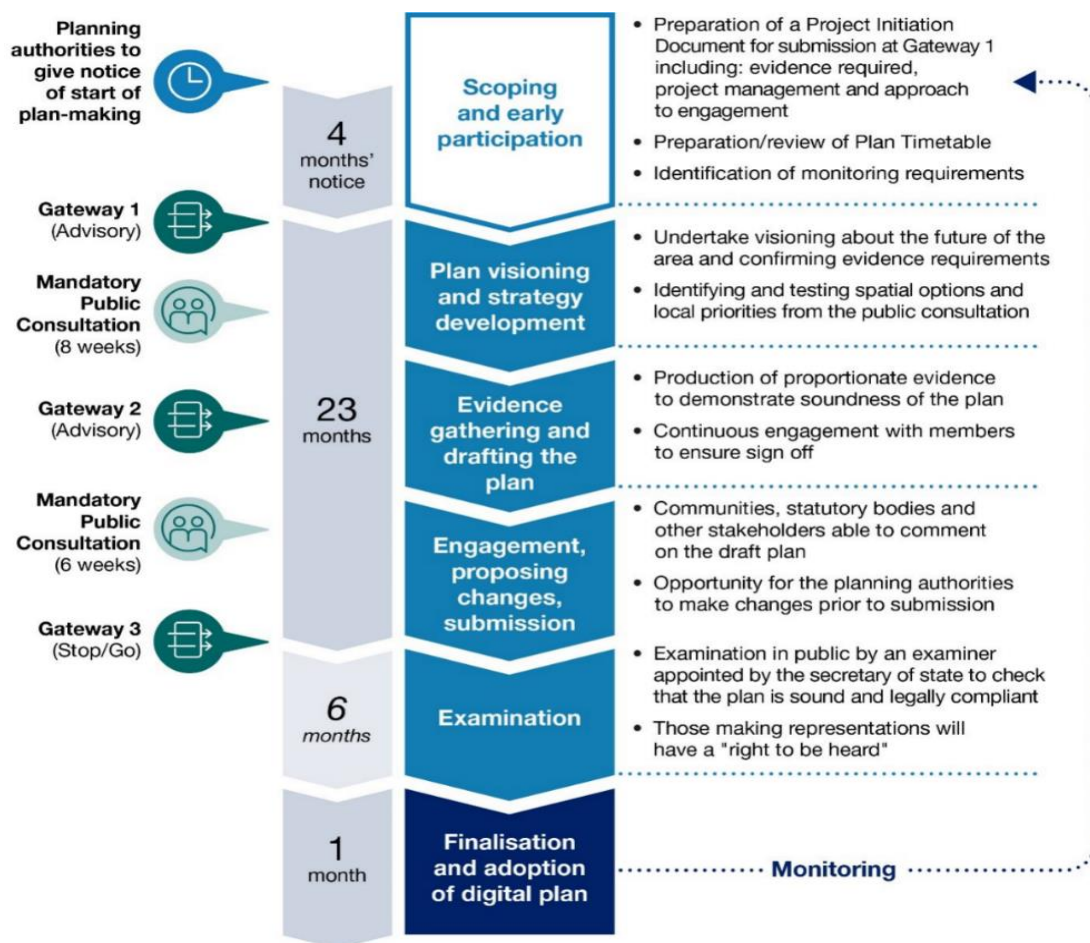 Planning
authorities to
give notice
of start of
plan-making
4
months'
notice
Scoping
and early
participation
• Preparation of a Project Initiation
Document for submission at Gateway 1
including: evidence required,
project management and approach
to engagement
• Preparation/review of Plan Timetable
• Identification of monitoring requirements
Gateway 1
(Advisory)
Mandatory
Public
Consultation
(8 weeks)
Plan visioning
and strategy
development
• Undertake visioning about the future of the
area and confirming evidence requirements
• Identifying and testing spatial options and
local priorities from the public consultation
23
months
Gateway 2
(Advisory)
Evidence
gathering and
drafting the
plan
• Production of proportionate evidence
to demonstrate soundness of the plan
• Continuous engagement with members
to ensure sign off
Mandatory
Public
Consultation
(6 weeks)
Engagement,
proposing
changes,
submission
• Communities, statutory bodies and
other stakeholders able to comment
on the draft plan
• Opportunity for the planning authorities
to make changes prior to submission
Gateway 3
(Stop/Go)
6
months
Examination
• Examination in public by an examiner
appointed by the secretary of state to check
that the plan is sound and legally compliant
• Those making representations will
have a "right to be heard"
1
month
Finalisation
and adoption
of digital plan
Monitoring